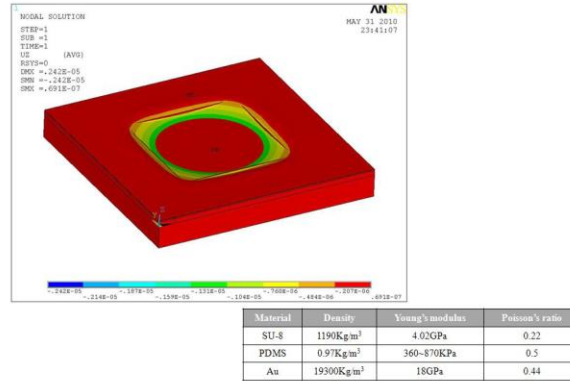 1
NODAL SOLUTION
ANSYS
MAY 31 2010
23:41:07
STEP=1
SUB =1
TIME=1
UZ (AVG)
RSYS=0
DMX =.242E-05
SMN =-.242E-05
SMX =.691E-07
-.242E-05 -.187E-05 -.131E-05 -.760E-06 -.207E-06
-.214E-05 -.159E-05 -.104E-05 -.484E-06 .691E-07
Material Density Young's modulus Poisson's ratio
SU-8 1190Kg/m³ 4.02GPa 0.22
PDMS 0.97Kg/m³ 360~870KPa 0.5
Au 19300Kg/m³ 18GPa 0.44